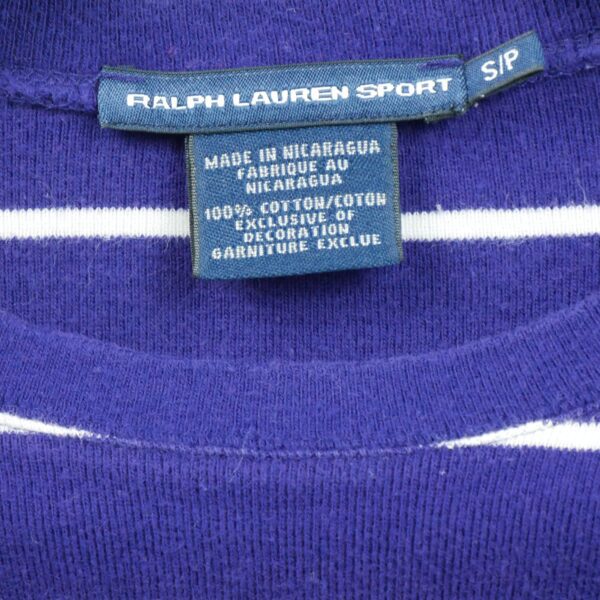 RALPH LAUREN SPORT
S/P
MADE IN NICARAGUA
FABRIQUE AU
NICARAGUA
100% COTTON/COTON
EXCLUSIVE OF
DECORATION
GARNITURE EXCLUE